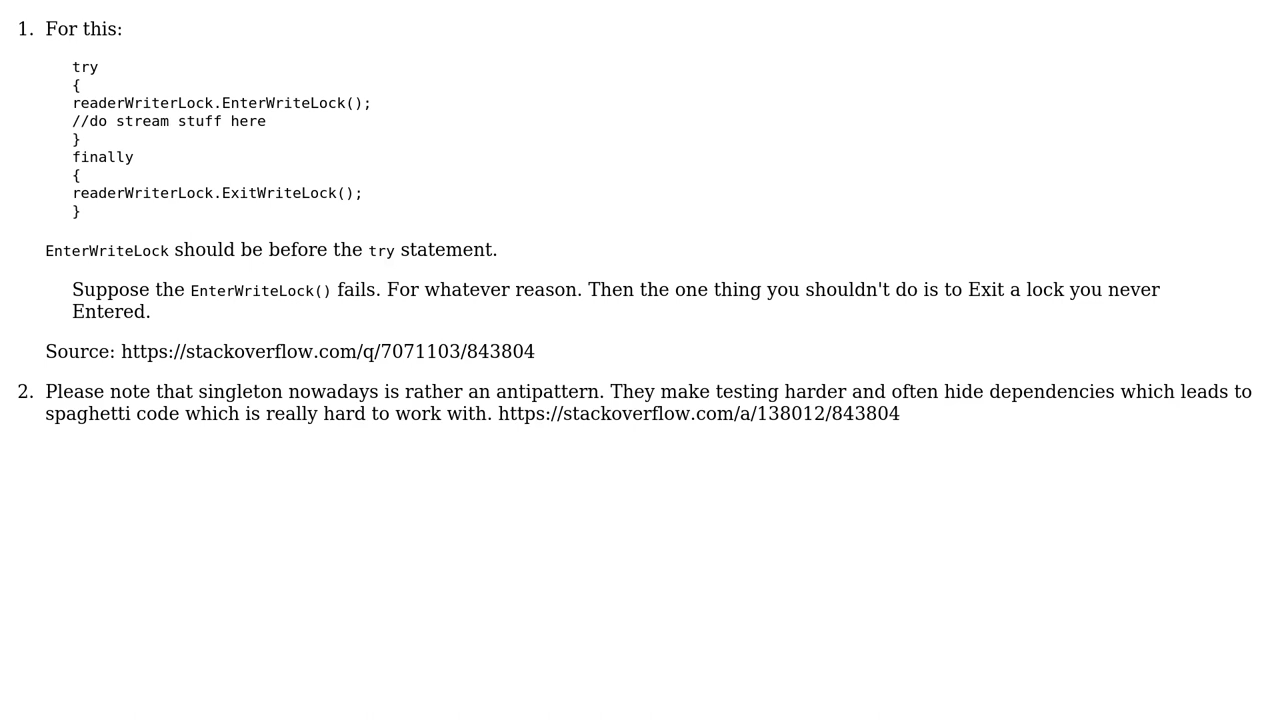 1. For this:
try
{
readerWriterLock.EnterWriteLock();
//do stream stuff here
}
finally
{
readerWriterLock.ExitWriteLock();
}
EnterWriteLock should be before the try statement.
Suppose the EnterWriteLock() fails. For whatever reason. Then the one thing you shouldn't do is to Exit a lock you never
Entered.
Source: https://stackoverflow.com/q/7071103/843804
2. Please note that singleton nowadays is rather an antipattern. They make testing harder and often hide dependencies which leads to
spaghetti code which is really hard to work with. https://stackoverflow.com/a/138012/843804